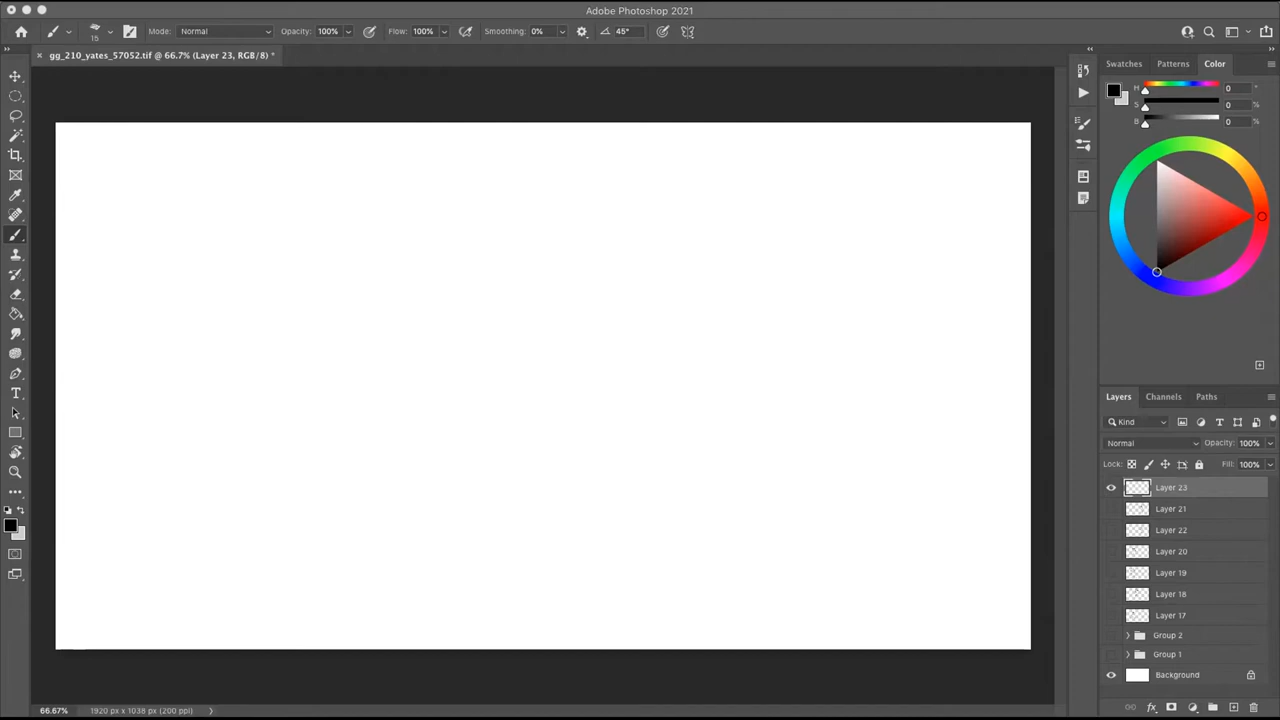 Adobe Photoshop 2021
15 Mode: Normal Opacity: 100% Flow: 100% Smoothing: 0% 45°
gg_210_yates_57052.tif @ 66.7% (Layer 23, RGB/8) *
Swatches Patterns Color
H 0 °
S 0 %
B 0 %
Layers Channels Paths
Kind
Normal Opacity: 100%
Lock: Fill: 100%
Layer 23
Layer 21
Layer 22
Layer 20
Layer 19
Layer 18
Layer 17
Group 2
Group 1
Background
66.67% 1920 px x 1038 px (200 ppi)